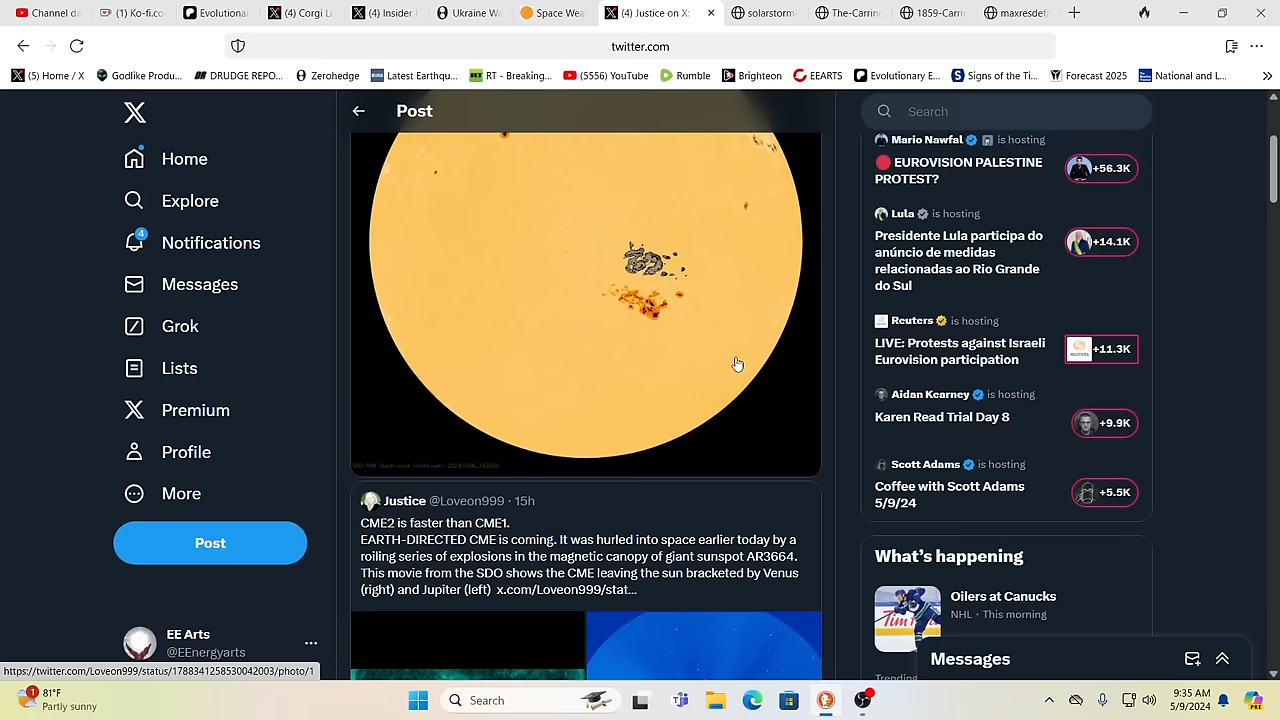 Channel da
(1) Ko-fi.co
Evolutiona
(4) Corgi Lo
(4) Insider
Ukraine Wa
Space Wea
(4) Justice on X:
solarstorm-
The-Carring
1859-Carri
maxresdef
twitter.com
(5) Home / X
Godlike Produ...
DRUDGE REPO...
Zerohedge
Latest Earthqu...
RT - Breaking...
(5556) YouTube
Rumble
Brighteon
EEARTS
Evolutionary E...
Signs of the Ti...
Forecast 2025
National and L...
Post
Search
Home
Explore
4
Notifications
Messages
Grok
Lists
Premium
Profile
More
Post
EE Arts
@EEnergyarts
https://twitter.com/Loveon999/status/1788341258530042003/photo/1
Justice @Loveon999 · 15h
CME2 is faster than CME1.
EARTH-DIRECTED CME is coming. It was hurled into space earlier today by a
roiling series of explosions in the magnetic canopy of giant sunspot AR3664.
This movie from the SDO shows the CME leaving the sun bracketed by Venus
(right) and Jupiter (left) x.com/Loveon999/stat...
Mario Nawfal is hosting
EUROVISION PALESTINE
PROTEST?
+56.3K
Lula is hosting
Presidente Lula participa do
anúncio de medidas
relacionadas ao Rio Grande
do Sul
+14.1K
Reuters is hosting
LIVE: Protests against Israeli
Eurovision participation
+11.3K
Aidan Kearney is hosting
Karen Read Trial Day 8
+9.9K
Scott Adams is hosting
Coffee with Scott Adams
5/9/24
+5.5K
What's happening
Oilers at Canucks
NHL · This morning
Trending
Messages
1
81°F
Partly sunny
Search
9:35 AM
5/9/2024